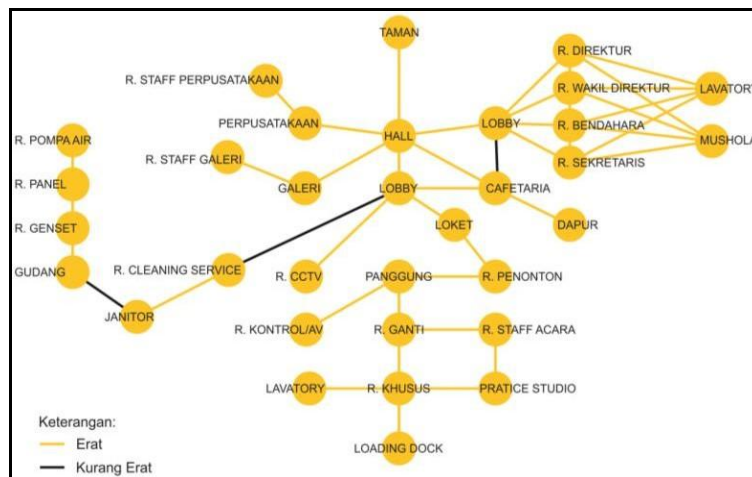 TAMAN
R. DIREKTUR
R. STAFF PERPUSATAKAAN
R. WAKIL DIREKTUR
LAVATORY
PERPUSATAKAAN
HALL
LOBBY
R. BENDAHARA
MUSHOLA
R. POMPA AIR
R. STAFF GALERI
R. SEKRETARIS
R. PANEL
GALERI
LOBBY
CAFETARIA
R. GENSET
LOKET
DAPUR
GUDANG
R. CLEANING SERVICE
R. CCTV
PANGGUNG
R. PENONTON
JANITOR
R. KONTROL/AV
R. GANTI
R. STAFF ACARA
LAVATORY
R. KHUSUS
PRATICE STUDIO
Keterangan:
Erat
Kurang Erat
LOADING DOCK